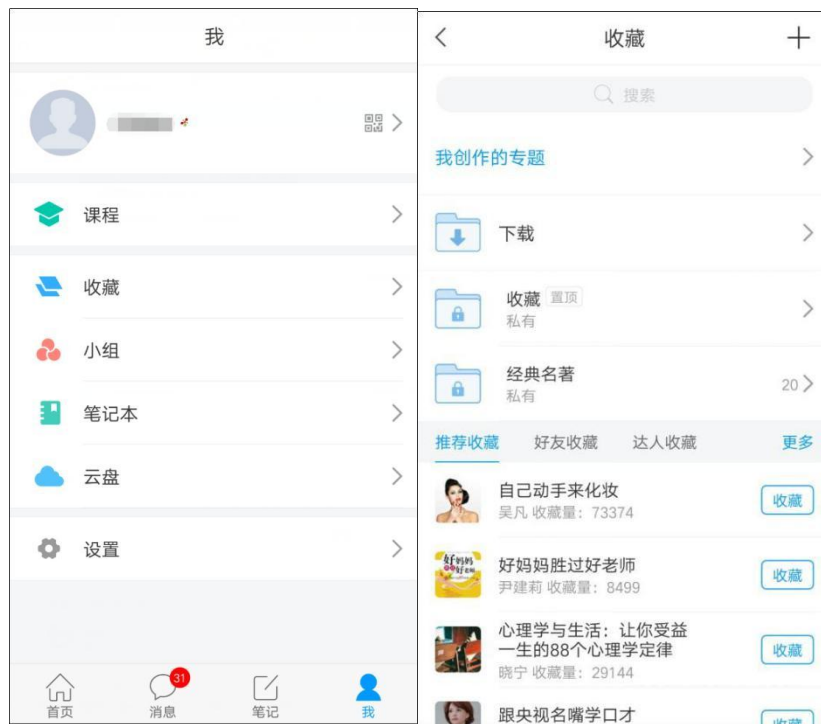 我
课程
收藏
小组
笔记本
云盘
设置
31
首页
消息
笔记
我
收藏
搜索
我创作的专题
下载
收藏 置顶
私有
经典名著
私有
20
推荐收藏 好友收藏 达人收藏 更多
自己动手来化妆
吴凡 收藏量：73374
收藏
好妈妈胜过好老师
尹建莉 收藏量：8499
收藏
心理学与生活：让你受益
一生的88个心理学定律
晓宁 收藏量：29144
收藏
跟央视名嘴学口才
收藏